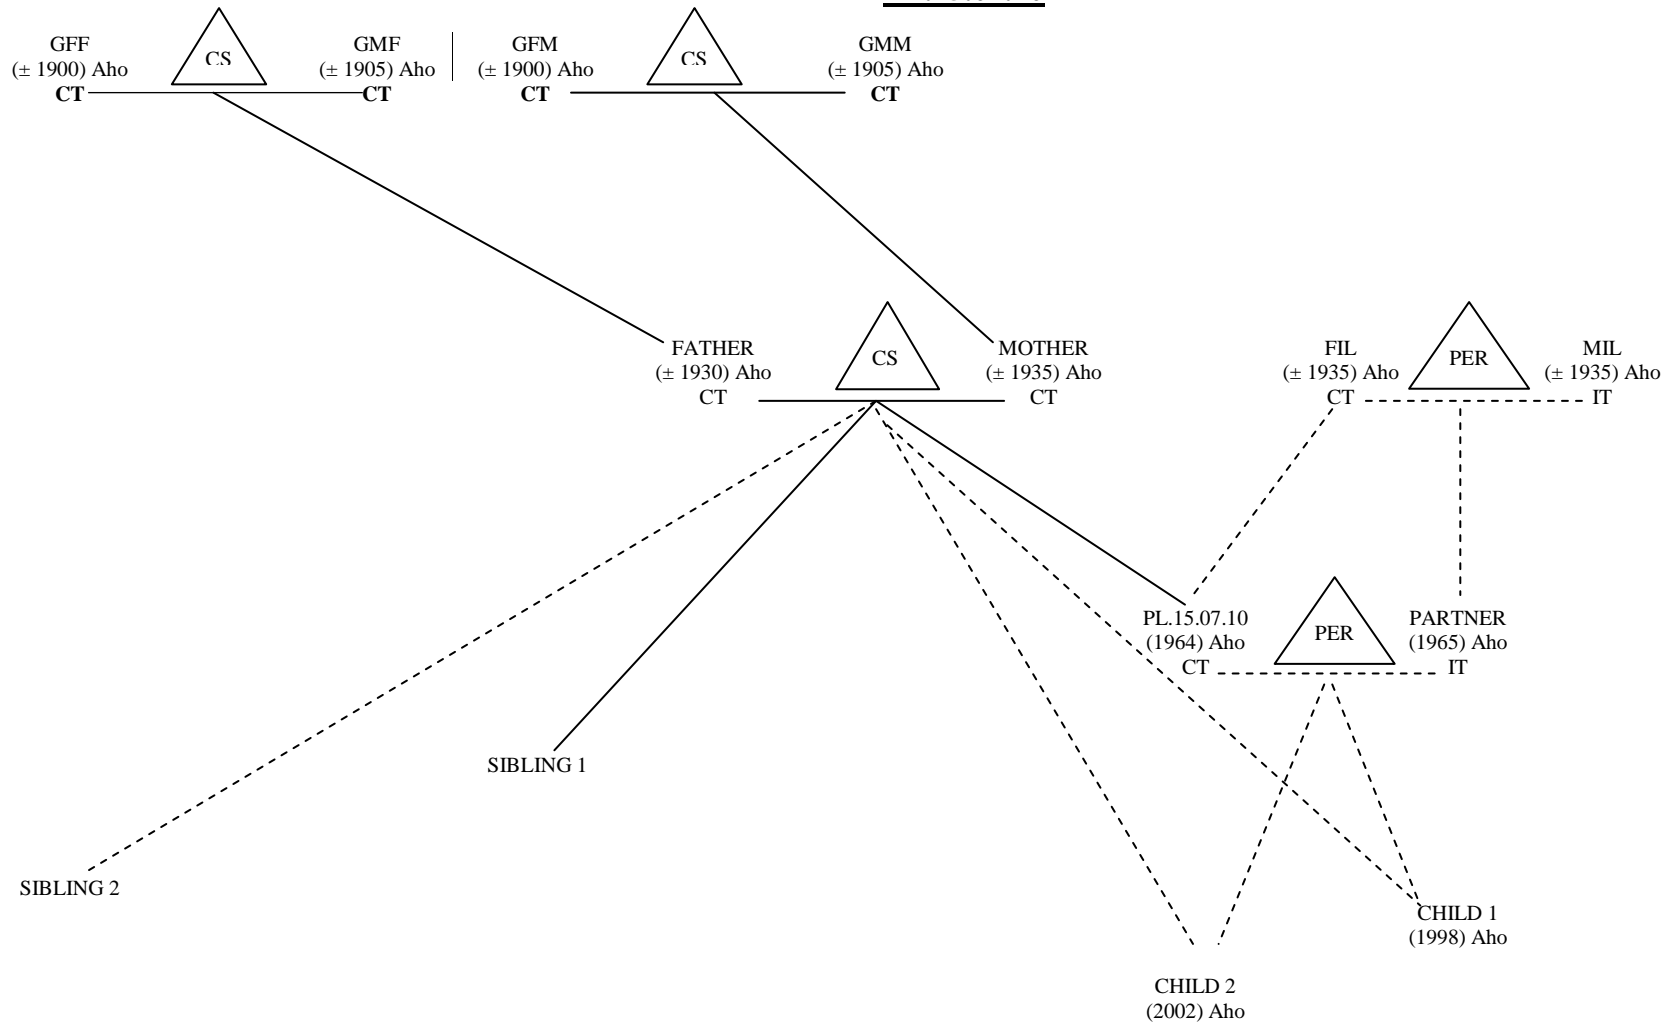 GFF
(± 1900) Aho
CT
CS
GMF
(± 1905) Aho
CT
GFM
(± 1900) Aho
CT
CS
GMM
(± 1905) Aho
CT
FATHER
(± 1930) Aho
CT
CS
MOTHER
(± 1935) Aho
CT
FIL
(± 1935) Aho
CT
PER
MIL
(± 1935) Aho
IT
PL.15.07.10
(1964) Aho
CT
PER
PARTNER
(1965) Aho
IT
SIBLING 1
SIBLING 2
CHILD 1
(1998) Aho
CHILD 2
(2002) Aho